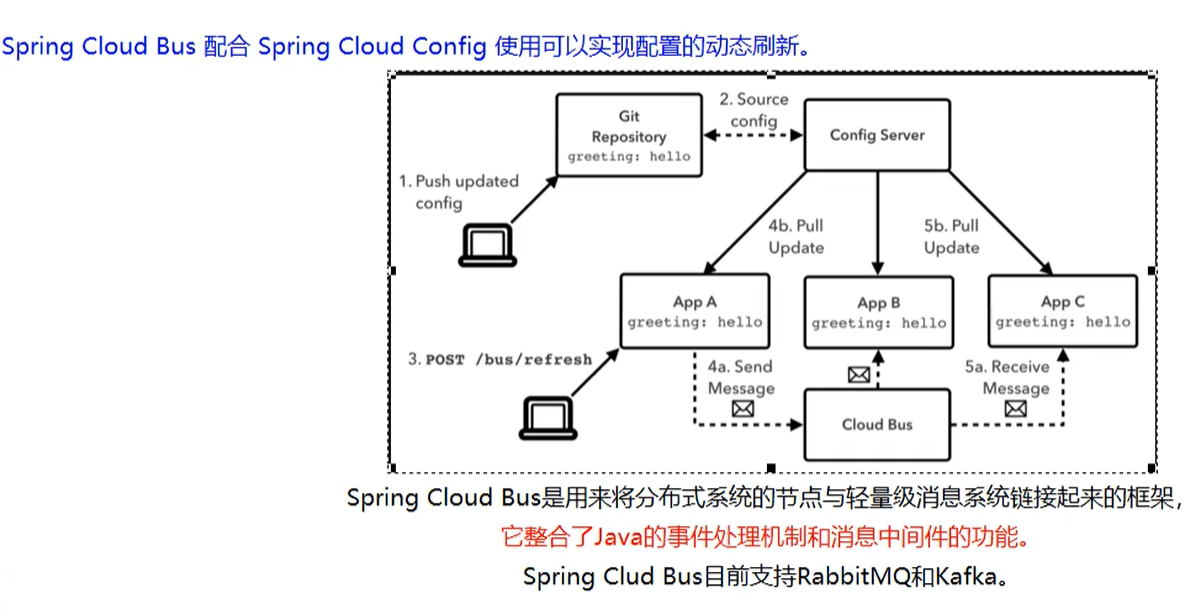 Spring Cloud Bus 配合 Spring Cloud Config 使用可以实现配置的动态刷新。
2. Source
config
Git
Repository
greeting: hello
Config Server
1. Push updated
config
4b. Pull
Update
5b. Pull
Update
App A
greeting: hello
App B
greeting: hello
App C
greeting: hello
3. POST /bus/refresh
4a. Send
Message
5a. Receive
Message
Cloud Bus
Spring Cloud Bus是用来将分布式系统的节点与轻量级消息系统链接起来的框架，
它整合了Java的事件处理机制和消息中间件的功能。
Spring Clud Bus目前支持RabbitMQ和Kafka。